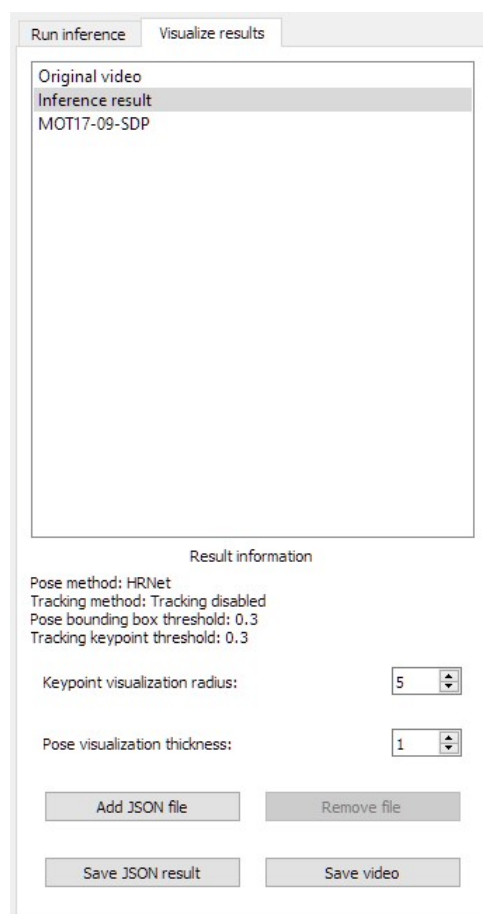 Run inference
Visualize results
Original video
Inference result
MOT17-09-SDP
Result information
Pose method: HRNet
Tracking method: Tracking disabled
Pose bounding box threshold: 0.3
Tracking keypoint threshold: 0.3
Keypoint visualization radius: 5
Pose visualization thickness: 1
Add JSON file
Remove file
Save JSON result
Save video